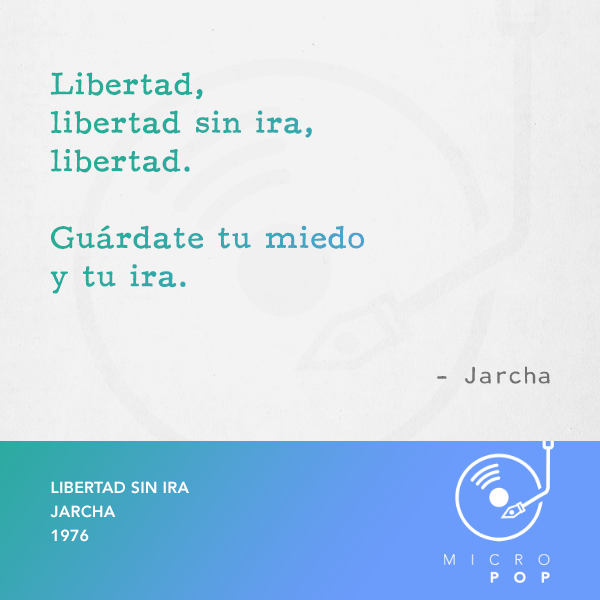 Libertad,
libertad sin ira,
libertad.
Guárdate tu miedo
y tu ira.
– Jarcha
LIBERTAD SIN IRA
JARCHA
1976
MICRO
POP